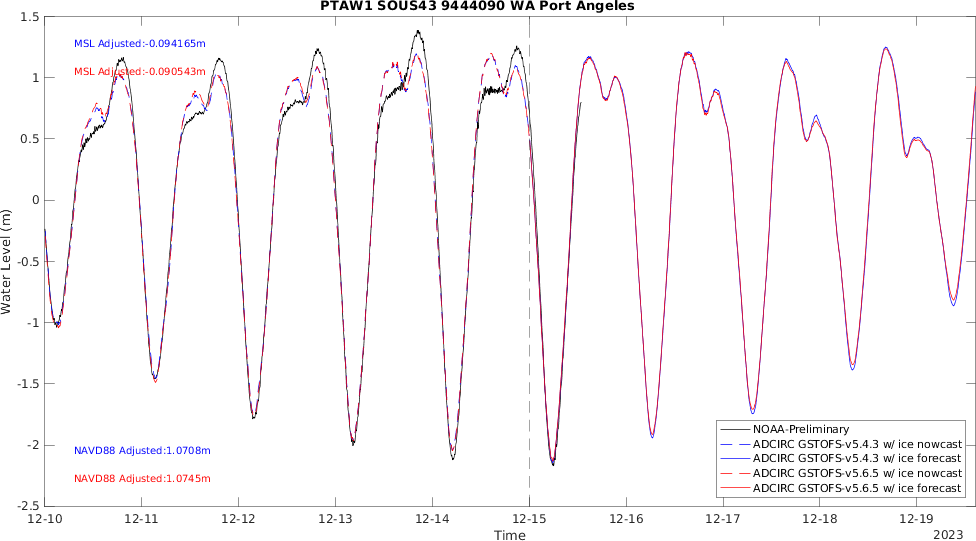 PTAW1 SOUS43 9444090 WA Port Angeles
1.5
MSL Adjusted:-0.094165m
MSL Adjusted:-0.090543m
1
0.5
0
-0.5
-1
-1.5
-2
-2.5
Water Level (m)
NAVD88 Adjusted:1.0708m
NAVD88 Adjusted:1.0745m
NOAA-Preliminary
ADCIRC GSTOFS-v5.4.3 w/ ice nowcast
ADCIRC GSTOFS-v5.4.3 w/ ice forecast
ADCIRC GSTOFS-v5.6.5 w/ ice nowcast
ADCIRC GSTOFS-v5.6.5 w/ ice forecast
12-10 12-11 12-12 12-13 12-14 12-15 12-16 12-17 12-18 12-19
Time
2023